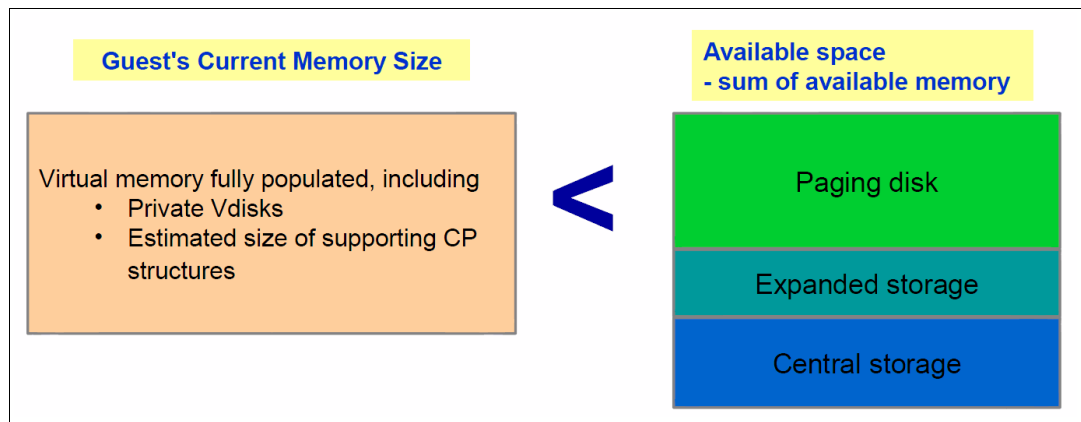 Guest's Current Memory Size
Virtual memory fully populated, including
• Private Vdisks
• Estimated size of supporting CP
structures
<
Available space
- sum of available memory
Paging disk
Expanded storage
Central storage